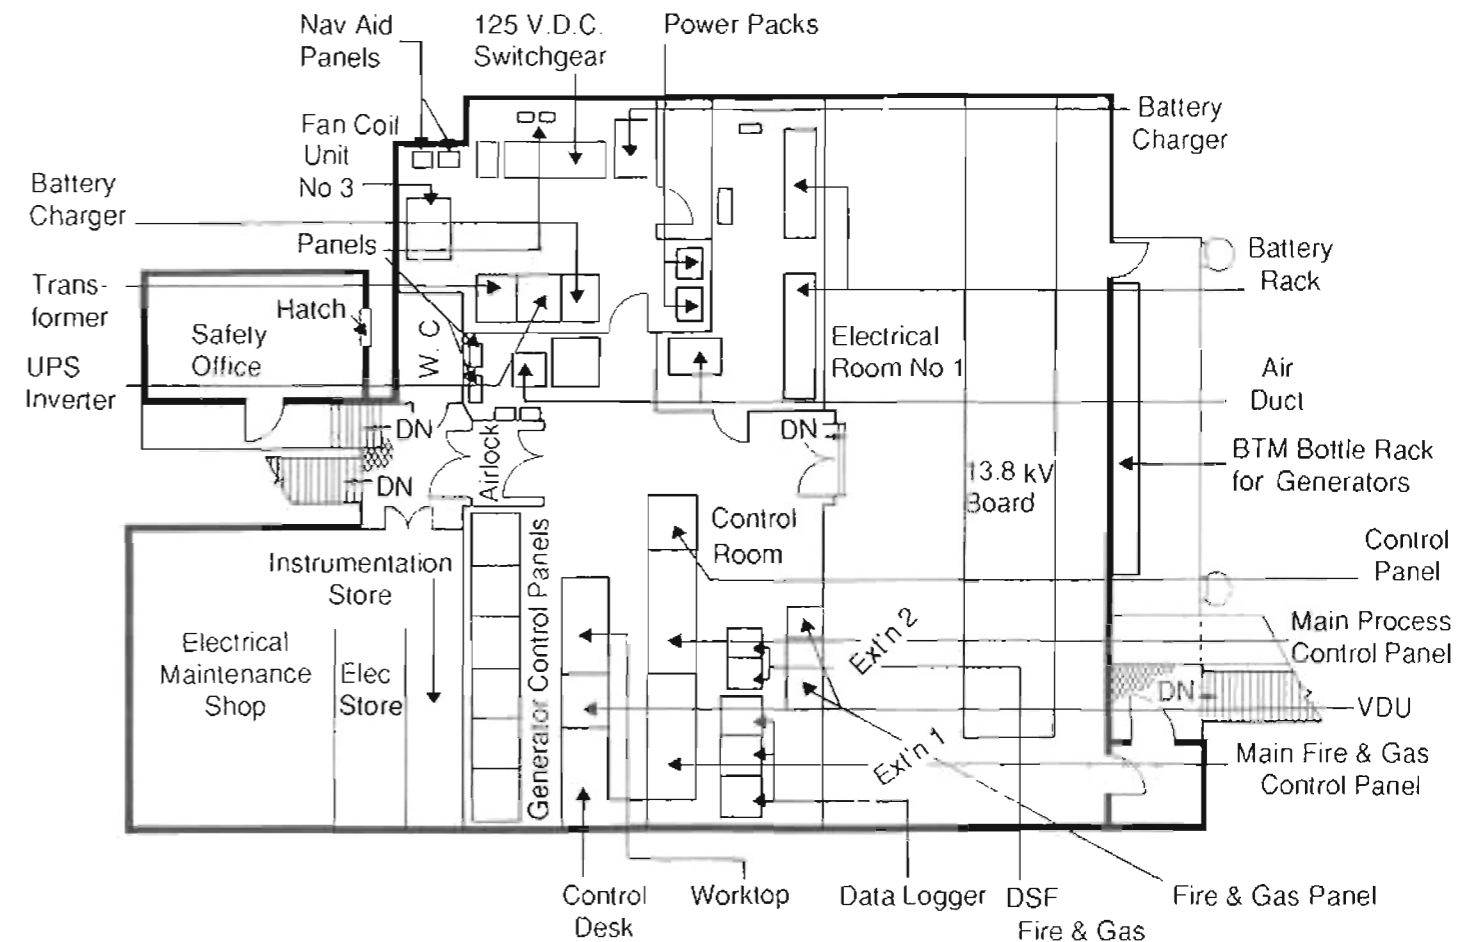 Nav Aid
Panels
125 V.D.C.
Switchgear
Power Packs
Battery
Charger
Fan Coil
Unit
No 3
Battery
Charger
Panels
Trans-
former
Hatch
Safety
Office
W. C
UPS
Inverter
Battery
Rack
Electrical
Room No 1
Air
Duct
DN
DN
DN
Airlock
BTM Bottle Rack
for Generators
13.8 kV
Board
Control
Room
Control
Panel
Instrumentation
Store
Generator Control Panels
Electrical
Maintenance
Shop
Elec
Store
Ext'n 2
Main Process
Control Panel
DN
VDU
Ext'n 1
Main Fire & Gas
Control Panel
Control
Desk
Worktop
Data Logger
DSF
Fire & Gas
Fire & Gas Panel